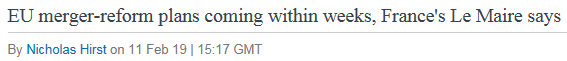 EU merger-reform plans coming within weeks, France's Le Maire says
By Nicholas Hirst on 11 Feb 19 | 15:17 GMT